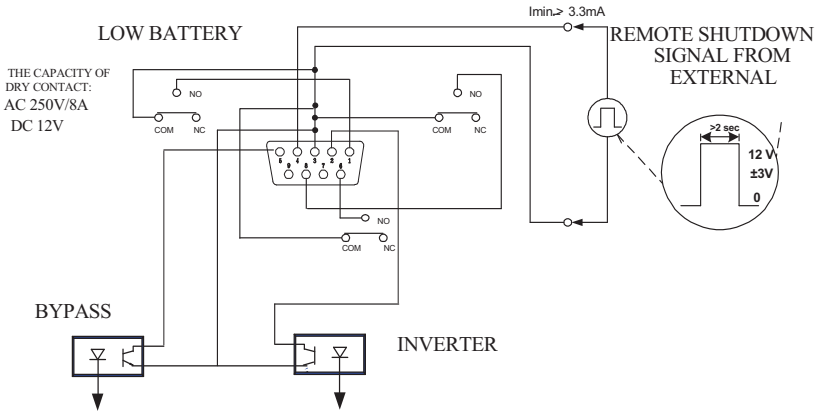 Imin.> 3.3mA
LOW BATTERY
REMOTE SHUTDOWN
SIGNAL FROM
EXTERNAL
THE CAPACITY OF
DRY CONTACT:
AC 250V/8A
DC 12V
NO
COM
NC
NO
COM
NC
>2 sec
12 V
±3V
0
5 4 3 2 1
9 8 7 6
NO
COM
NC
BYPASS
INVERTER